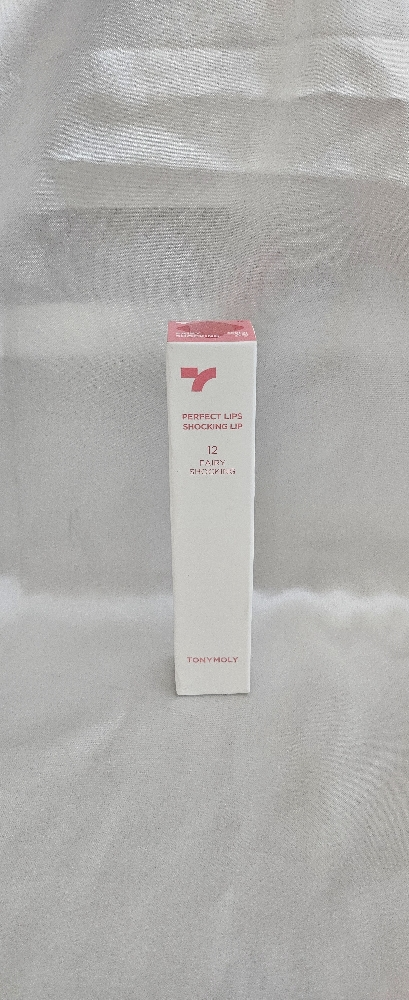 PERFECT LIPS
SHOCKING LIP
12
FAIRY
SHOCKING
TONYMOLY